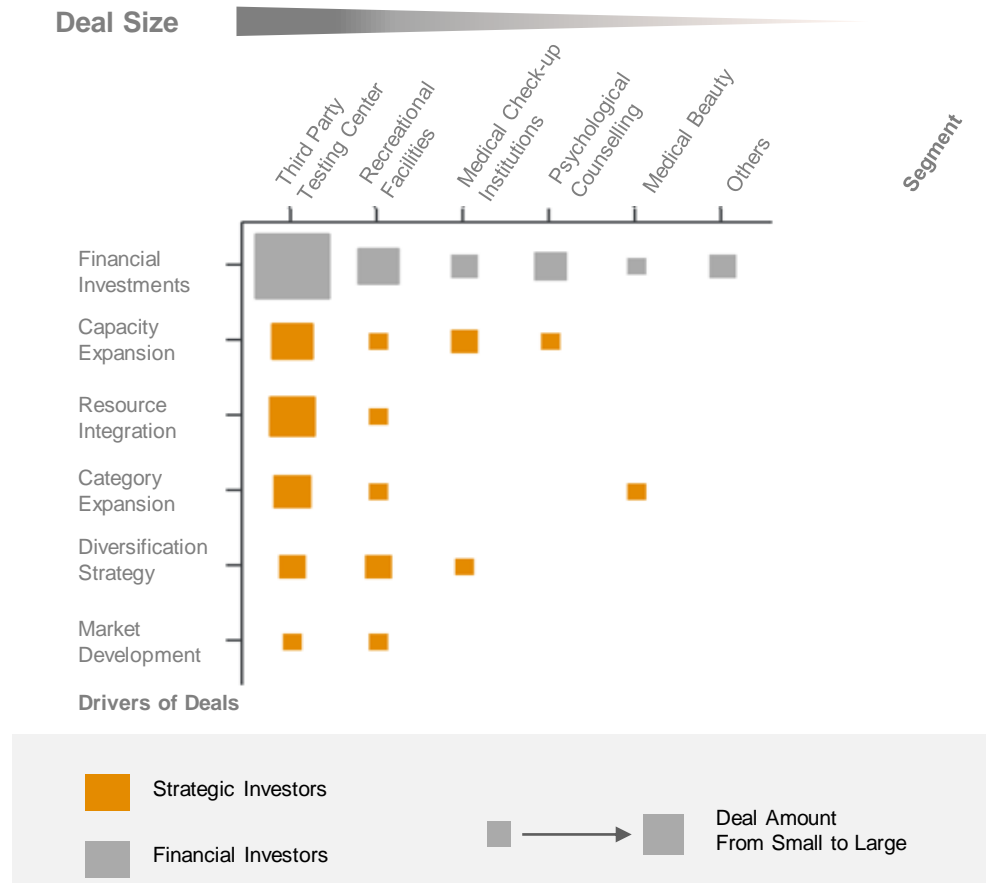 Deal Size
Third Party
Testing Center
Recreational
Facilities
Medical Check-up
Institutions
Psychological
Counselling
Medical Beauty
Others
Segment
Financial
Investments
Capacity
Expansion
Resource
Integration
Category
Expansion
Diversification
Strategy
Market
Development
Drivers of Deals
Strategic Investors
Financial Investors
Deal Amount
From Small to Large